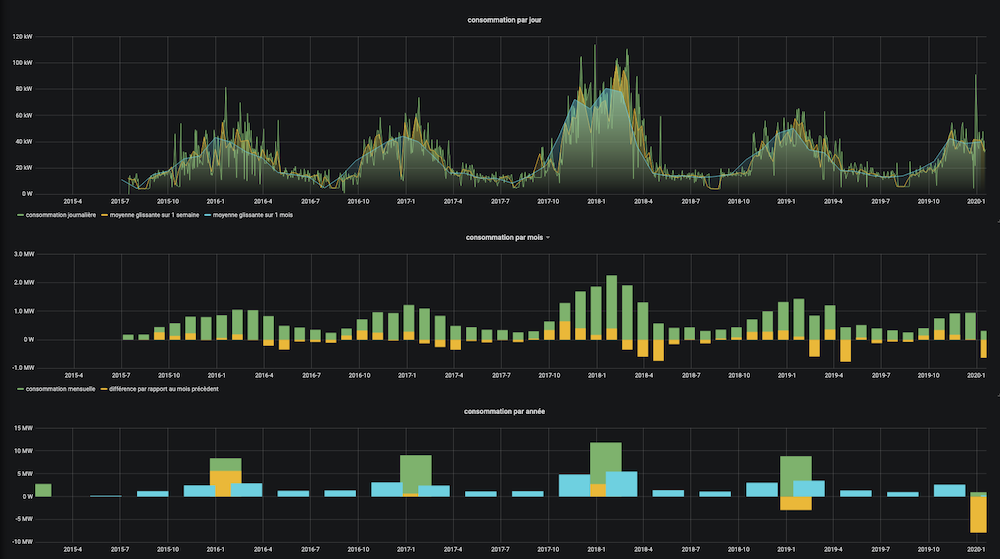 consommation par jour
120 kW
100 kW
80 kW
60 kW
40 kW
20 kW
0 W
2015-4 2015-7 2015-10 2016-1 2016-4 2016-7 2016-10 2017-1 2017-4 2017-7 2017-10 2018-1 2018-4 2018-7 2018-10 2019-1 2019-4 2019-7 2019-10 2020-1
consommation journalière moyenne glissante sur 1 semaine moyenne glissante sur 1 mois
consommation par mois
3.0 MW
2.0 MW
1.0 MW
0 W
-1.0 MW
2015-4 2015-7 2015-10 2016-1 2016-4 2016-7 2016-10 2017-1 2017-4 2017-7 2017-10 2018-1 2018-4 2018-7 2018-10 2019-1 2019-4 2019-7 2019-10 2020-1
consommation mensuelle différence par rapport au mois précédent
consommation par année
15 MW
10 MW
5 MW
0 W
-5 MW
-10 MW
2015-4 2015-7 2015-10 2016-1 2016-4 2016-7 2016-10 2017-1 2017-4 2017-7 2017-10 2018-1 2018-4 2018-7 2018-10 2019-1 2019-4 2019-7 2019-10 2020-1